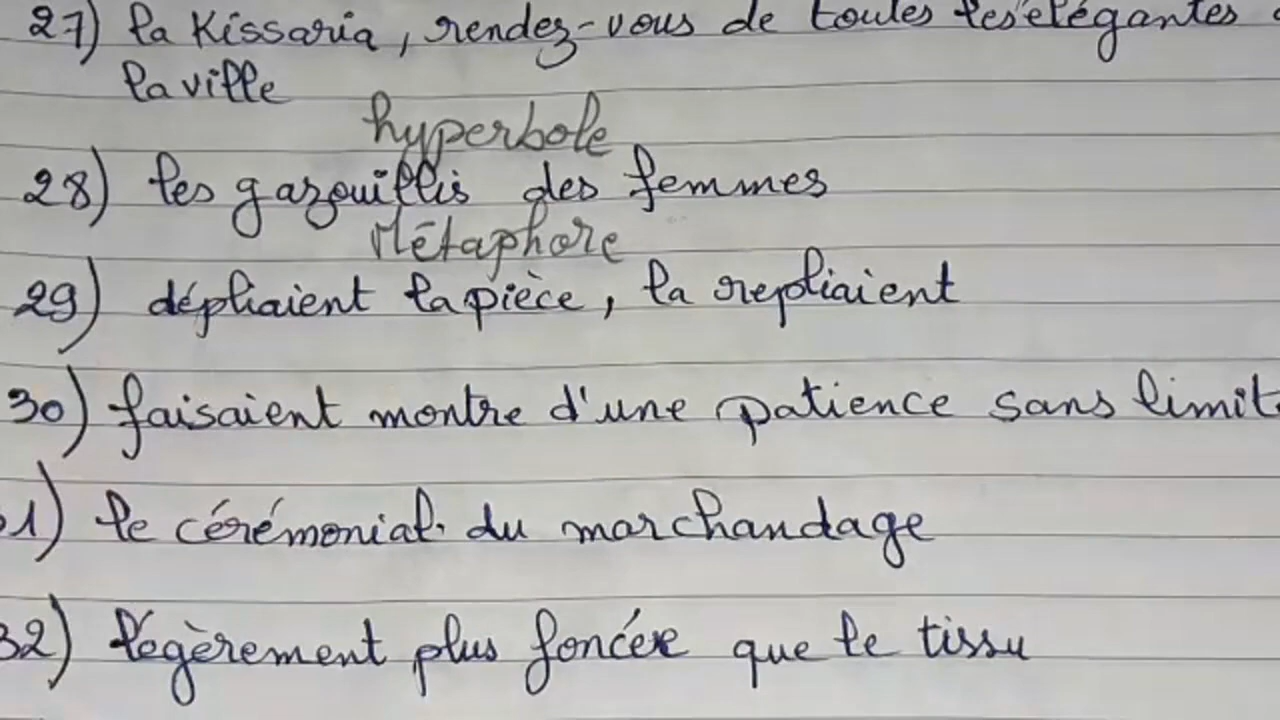 27) la Kissaria, rendez-vous de toutes les élégantes
la ville
hyperbole
28) les gazouillis des femmes
Métaphore
29) dépliaient la pièce, la repliaient
30) faisaient montre d'une patience sans limit
31) le cérémonial du marchandage
32) légèrement plus foncée que le tissu